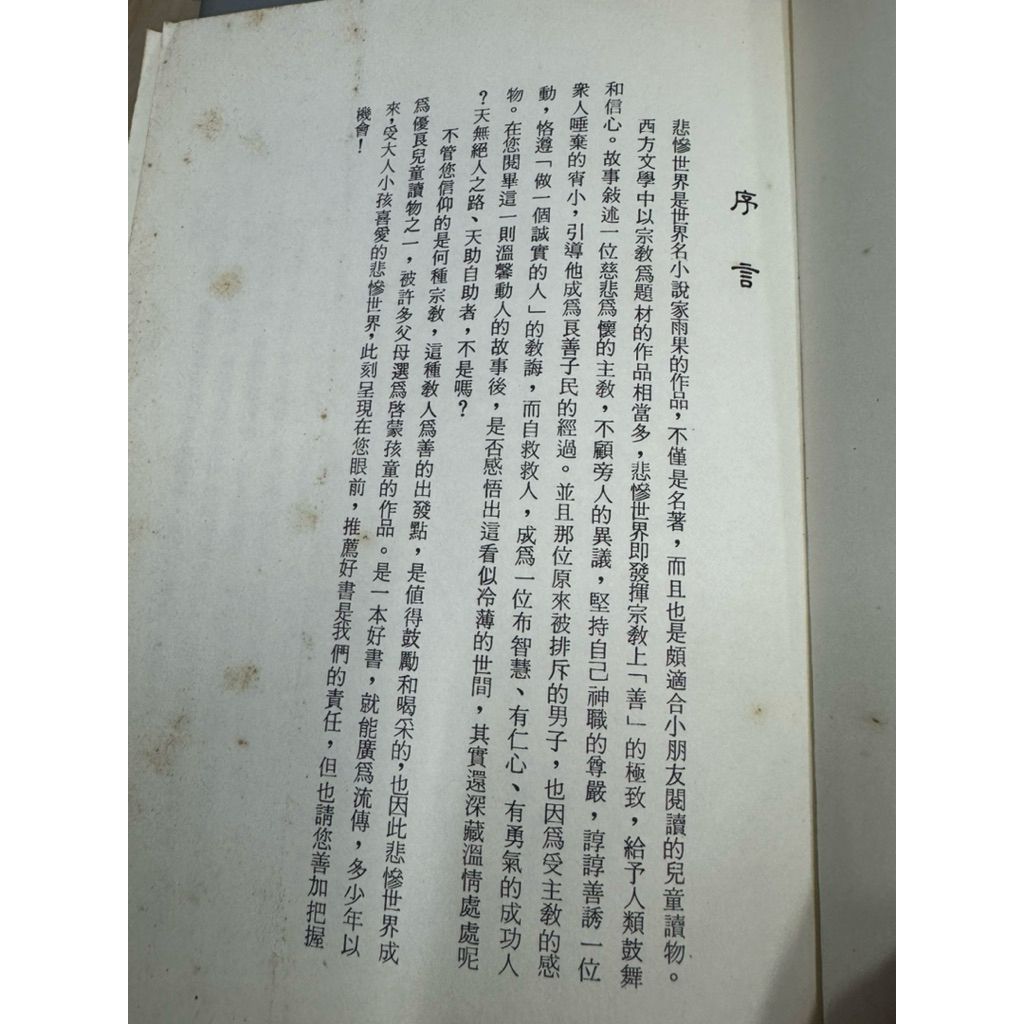 序言
悲慘世界是世界名小說家雨果的作品，不僅是名著，而且也是頗適合小朋友閱讀的兒童讀物。
西方文學中以宗教爲題材的作品相當多，悲慘世界即發揮宗教上「善」的極致，給予人類鼓舞
和信心。故事敍述一位慈悲爲懷的主教，不顧旁人的異議，堅持自己神職的尊嚴，諄諄善誘一位
衆人唾棄的宵小，引導他成爲良善子民的經過。並且那位原來被排斥的男子，也因爲受主教的感
動，恪遵「做一個誠實的人」的教誨，而自救救人，成爲一位布智慧、有仁心、有勇氣的成功人
物。在您閱畢這一則溫馨動人的故事後，是否感悟出這看似冷薄的世間，其實還深藏溫情處處呢
？天無絕人之路、天助自助者，不是嗎？
不管您信仰的是何種宗教，這種教人爲善的出發點，是值得鼓勵和喝采的，也因此悲慘世界成
爲優良兒童讀物之一，被許多父母選爲啓蒙孩童的作品。是一本好書，就能廣爲流傳，多少年以
來，受大人小孩喜愛的悲慘世界，此刻呈現在您眼前，推薦好書是我們的責任，但也請您善加把握
機會！